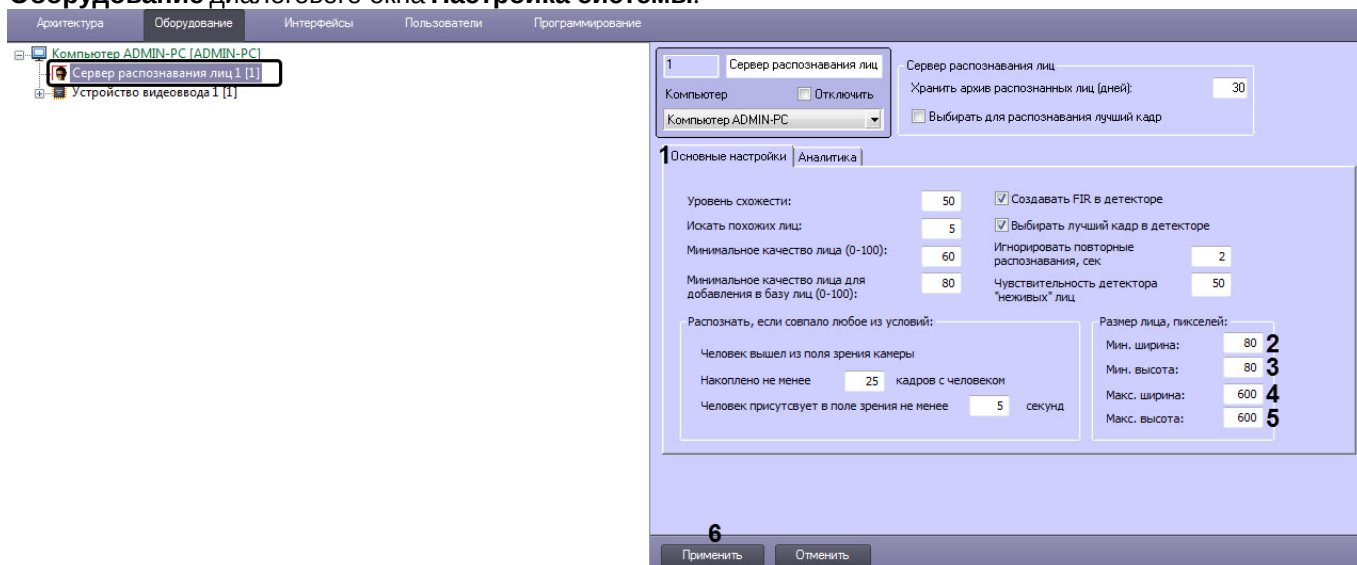 Оборудование диалогового окна Настройка системы.
Архитектура Оборудование Интерфейсы Пользователи Программирование
Компьютер ADMIN-PC [ADMIN-PC]
Сервер распознавания лиц 1 [1]
Устройство видеоввода 1 [1]
1 Сервер распознавания лиц
Компьютер Отключить
Компьютер ADMIN-PC
Сервер распознавания лиц
Хранить архив распознанных лиц (дней): 30
Выбирать для распознавания лучший кадр
1 Основные настройки Аналитика
Уровень схожести: 50
Искать похожих лиц: 5
Минимальное качество лица (0-100): 60
Минимальное качество лица для
добавления в базу лиц (0-100): 80
Создавать FIR в детекторе
Выбирать лучший кадр в детекторе
Игнорировать повторные
распознавания, сек 2
Чувствительность детектора
"неживых" лиц 50
Распознать, если совпало любое из условий:
Человек вышел из поля зрения камеры
Накоплено не менее 25 кадров с человеком
Человек присутсвует в поле зрения не менее 5 секунд
Размер лица, пикселей:
Мин. ширина: 80 2
Мин. высота: 80 3
Макс. ширина: 600 4
Макс. высота: 600 5
6
Применить Отменить